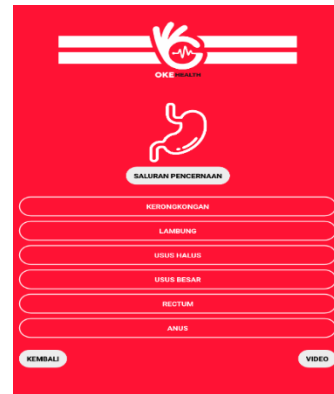 OKE HEALTH
SALURAN PENCERNAAN
KERONGKONGAN
LAMBUNG
USUS HALUS
USUS BESAR
RECTUM
ANUS
KEMBALI
VIDEO